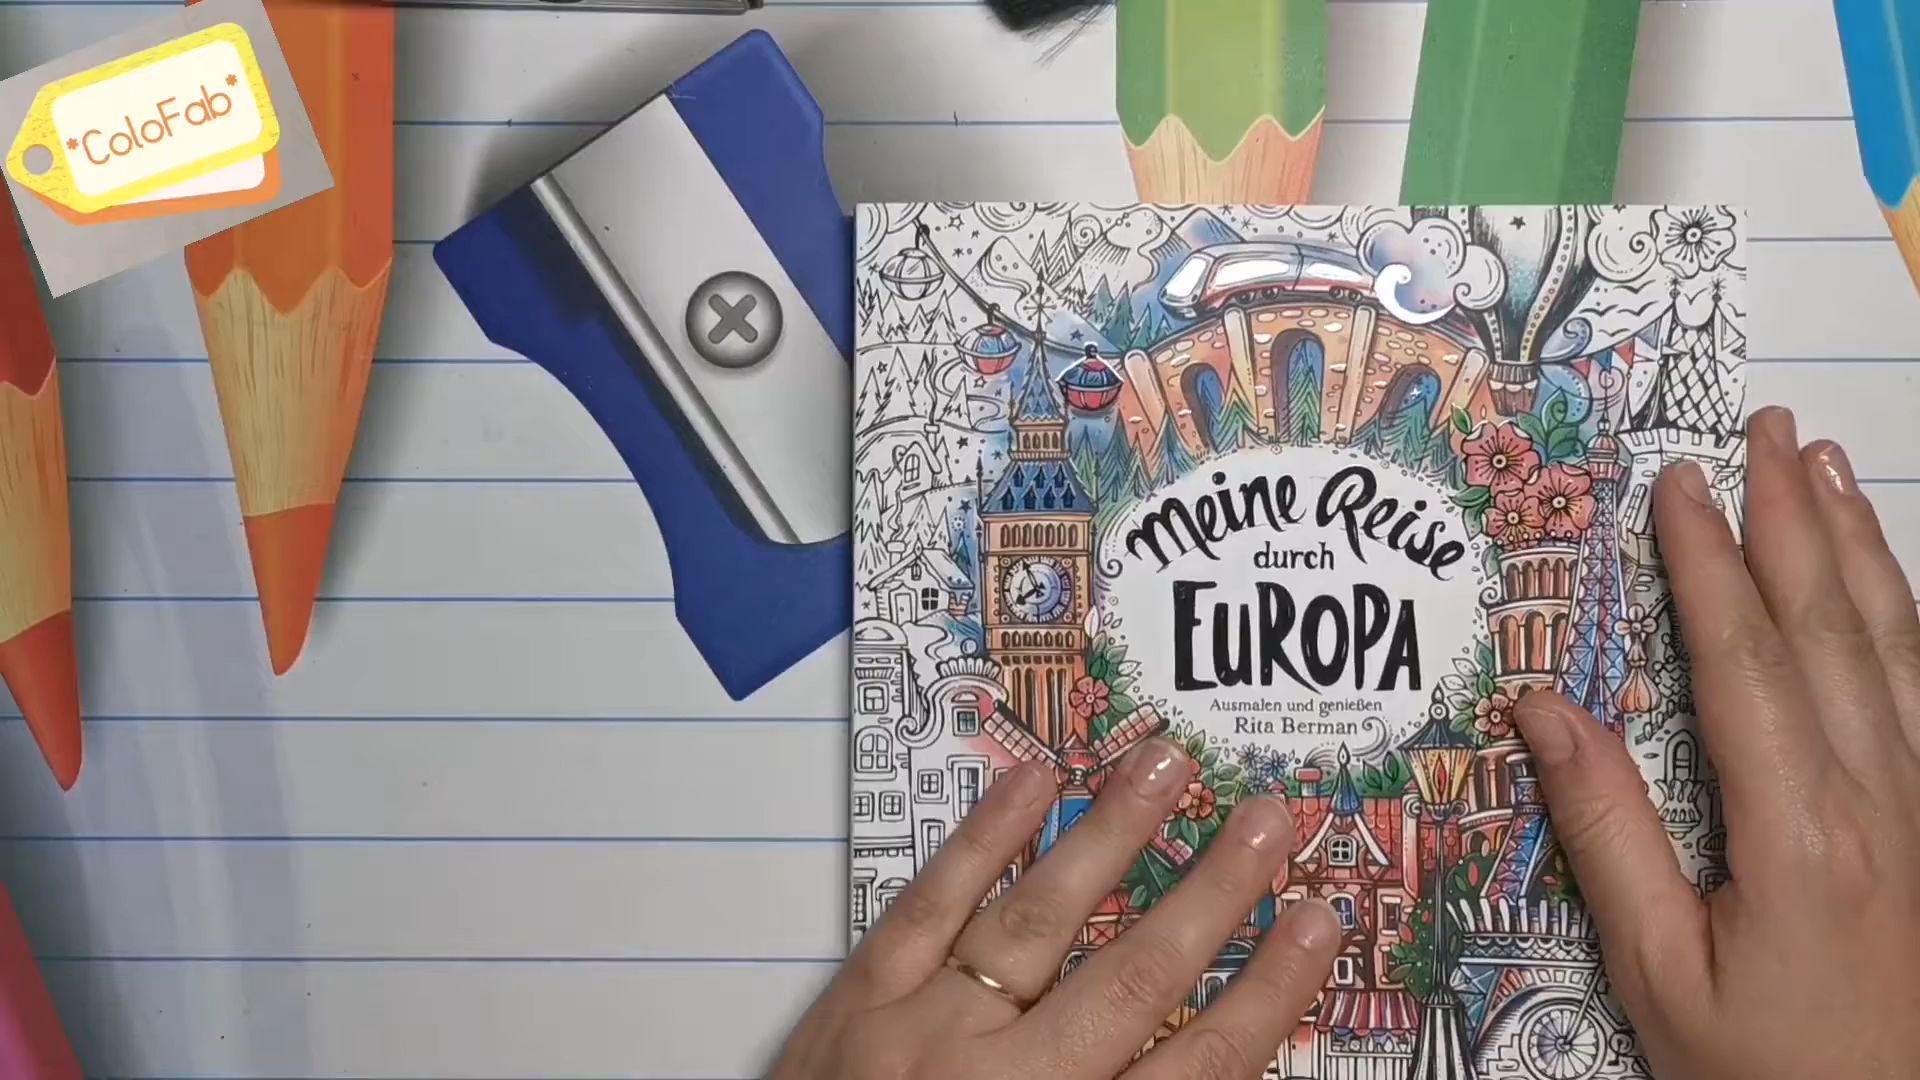 *ColoFab*
Meine Reise
durch
EuROPA
Ausmalen und genießen
Rita Berman